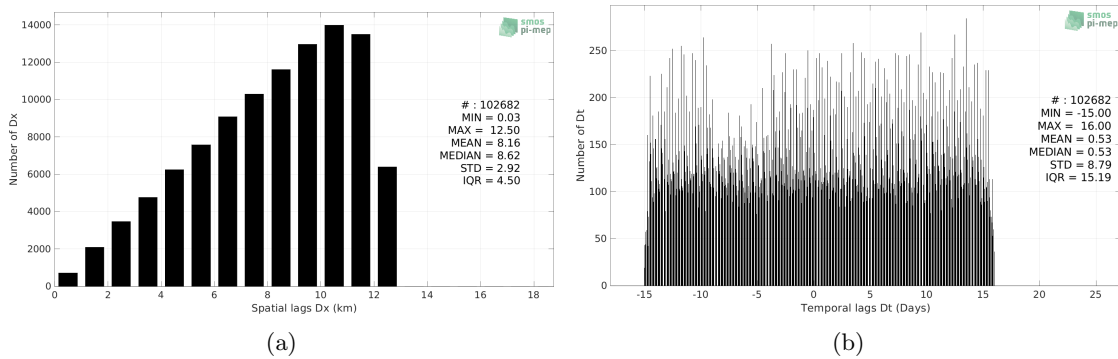 14000
12000
10000
8000
6000
4000
2000
0
Number of Dx
0 2 4 6 8 10 12 14 16 18
Spatial lags Dx (km)
smos
pi-mep
# : 102682
MIN = 0.03
MAX = 12.50
MEAN = 8.16
MEDIAN = 8.62
STD = 2.92
IQR = 4.50
(a)
250
200
150
100
50
0
Number of Dt
-15 -10 -5 0 5 10 15 20 25
Temporal lags Dt (Days)
smos
pi-mep
# : 102682
MIN = -15.00
MAX = 16.00
MEAN = 0.53
MEDIAN = 0.53
STD = 8.79
IQR = 15.19
(b)